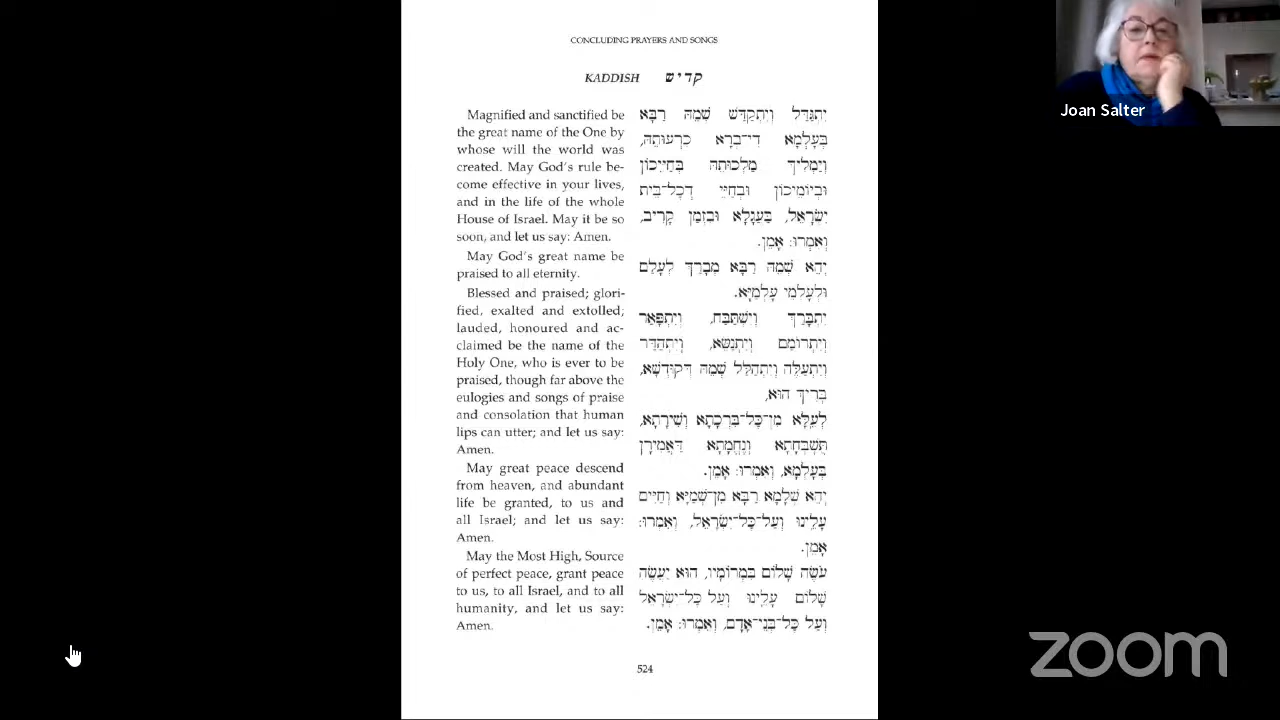 CONCLUDING PRAYERS AND SONGS
KADDISH קדיש
Magnified and sanctified be
the great name of the One by
whose will the world was
created. May God's rule be-
come effective in your lives,
and in the life of the whole
House of Israel. May it be so
soon, and let us say: Amen.
May God's great name be
praised to all eternity.
Blessed and praised; glori-
fied, exalted and extolled;
lauded, honoured and ac-
claimed be the name of the
Holy One, who is ever to be
praised, though far above the
eulogies and songs of praise
and consolation that human
lips can utter; and let us say:
Amen.
May great peace descend
from heaven, and abundant
life be granted, to us and
all Israel; and let us say:
Amen.
May the Most High, Source
of perfect peace, grant peace
to us, to all Israel, and to all
humanity, and let us say:
Amen.
יִתְגַּדַּל וְיִתְקַדַּשׁ שְׁמֵהּ רַבָּא
בְּעָלְמָא דִּי־בְרָא כִרְעוּתֵהּ,
וְיַמְלִיךְ מַלְכוּתֵהּ בְּחַיֵּיכוֹן
וּבְיוֹמֵיכוֹן וּבְחַיֵּי דְכָל־בֵּית
יִשְׂרָאֵל, בַּעֲגָלָא וּבִזְמַן קָרִיב,
וְאִמְרוּ: אָמֵן.
יְהֵא שְׁמֵהּ רַבָּא מְבָרַךְ לְעָלַם
וּלְעָלְמֵי עָלְמַיָּא.
יִתְבָּרַךְ וְיִשְׁתַּבַּח, וְיִתְפָּאַר
וְיִתְרוֹמַם וְיִתְנַשֵּׂא, וְיִתְהַדַּר
וְיִתְעַלֶּה וְיִתְהַלַּל שְׁמֵהּ דְּקוּדְשָׁא,
בְּרִיךְ הוּא,
לְעֵלָּא מִן־כָּל־בִּרְכָתָא וְשִׁירָתָא,
תֻּשְׁבְּחָתָא וְנֶחֱמָתָא דַּאֲמִירָן
בְּעָלְמָא, וְאִמְרוּ: אָמֵן.
יְהֵא שְׁלָמָא רַבָּא מִן־שְׁמַיָּא וְחַיִּים
עָלֵינוּ וְעַל־כָּל־יִשְׂרָאֵל, וְאִמְרוּ:
אָמֵן.
עֹשֶׂה שָׁלוֹם בִּמְרוֹמָיו, הוּא יַעֲשֶׂה
שָׁלוֹם עָלֵינוּ וְעַל כָּל־יִשְׂרָאֵל
וְעַל כָּל־בְּנֵי־אָדָם, וְאִמְרוּ: אָמֵן.
524
Joan Salter
zoom